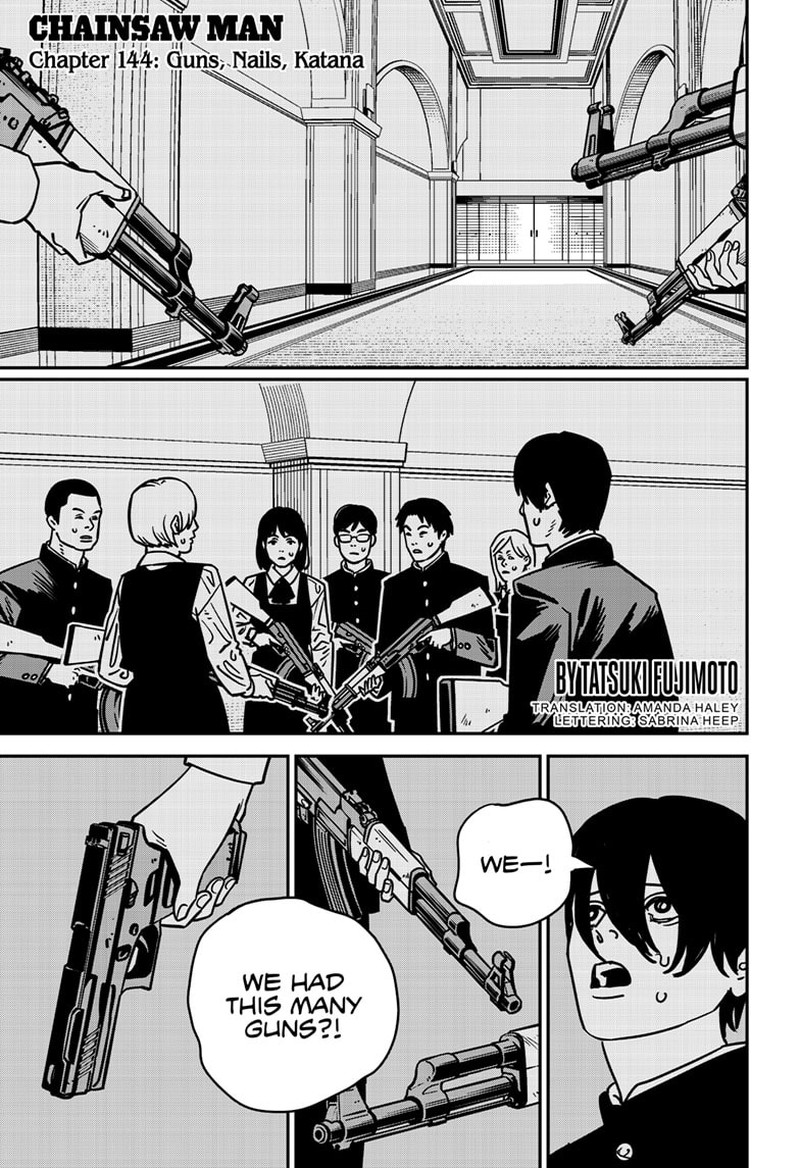 CHAINSAW MAN
Chapter 144: Guns, Nails, Katana
BY TATSUKI FUJIMOTO
TRANSLATION: AMANDA HALEY
LETTERING: SABRINA HEEP
WE—!
WE HAD
THIS MANY
GUNS?!